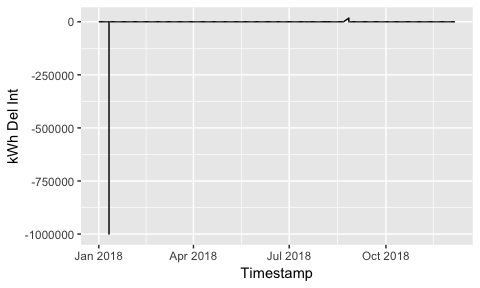 0
-250000
-500000
-750000
-1000000
kWh Del Int
Jan 2018 Apr 2018 Jul 2018 Oct 2018
Timestamp